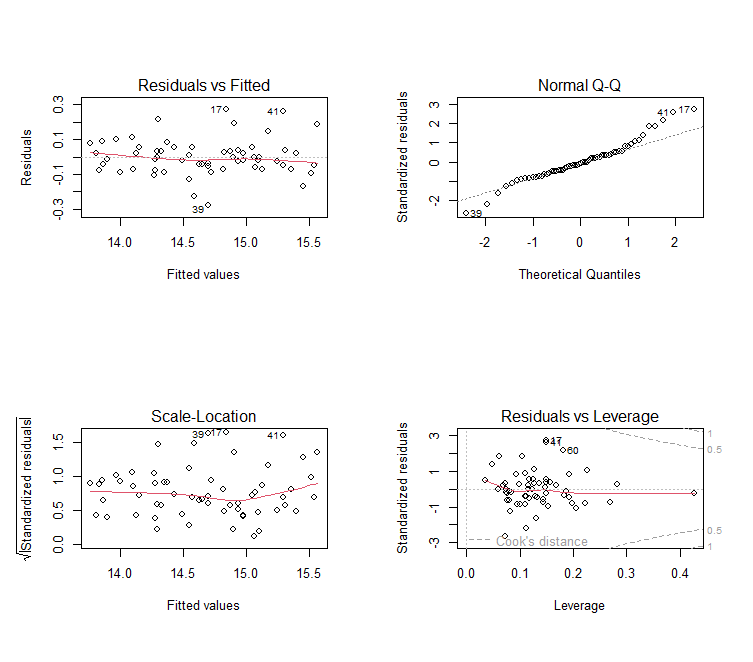 Residuals vs Fitted
Residuals
-0.3 -0.1 0.1 0.3
17
41
39
14.0 14.5 15.0 15.5
Fitted values
Normal Q-Q
Standardized residuals
-2 0 1 2 3
41 17
39
-2 -1 0 1 2
Theoretical Quantiles
Scale-Location
√|Standardized residuals|
0.0 0.5 1.0 1.5
39 17
41
14.0 14.5 15.0 15.5
Fitted values
Residuals vs Leverage
Standardized residuals
-3 -1 1 3
17
41
60
1
0.5
0.5
1
Cook's distance
0.0 0.1 0.2 0.3 0.4
Leverage